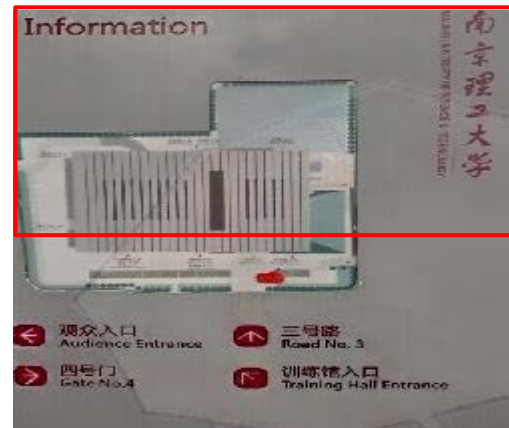 Information
南京理工大学
观众入口
Audience Entrance
三号路
Road No. 3
四号门
Gate No.4
训练馆入口
Training Hall Entrance